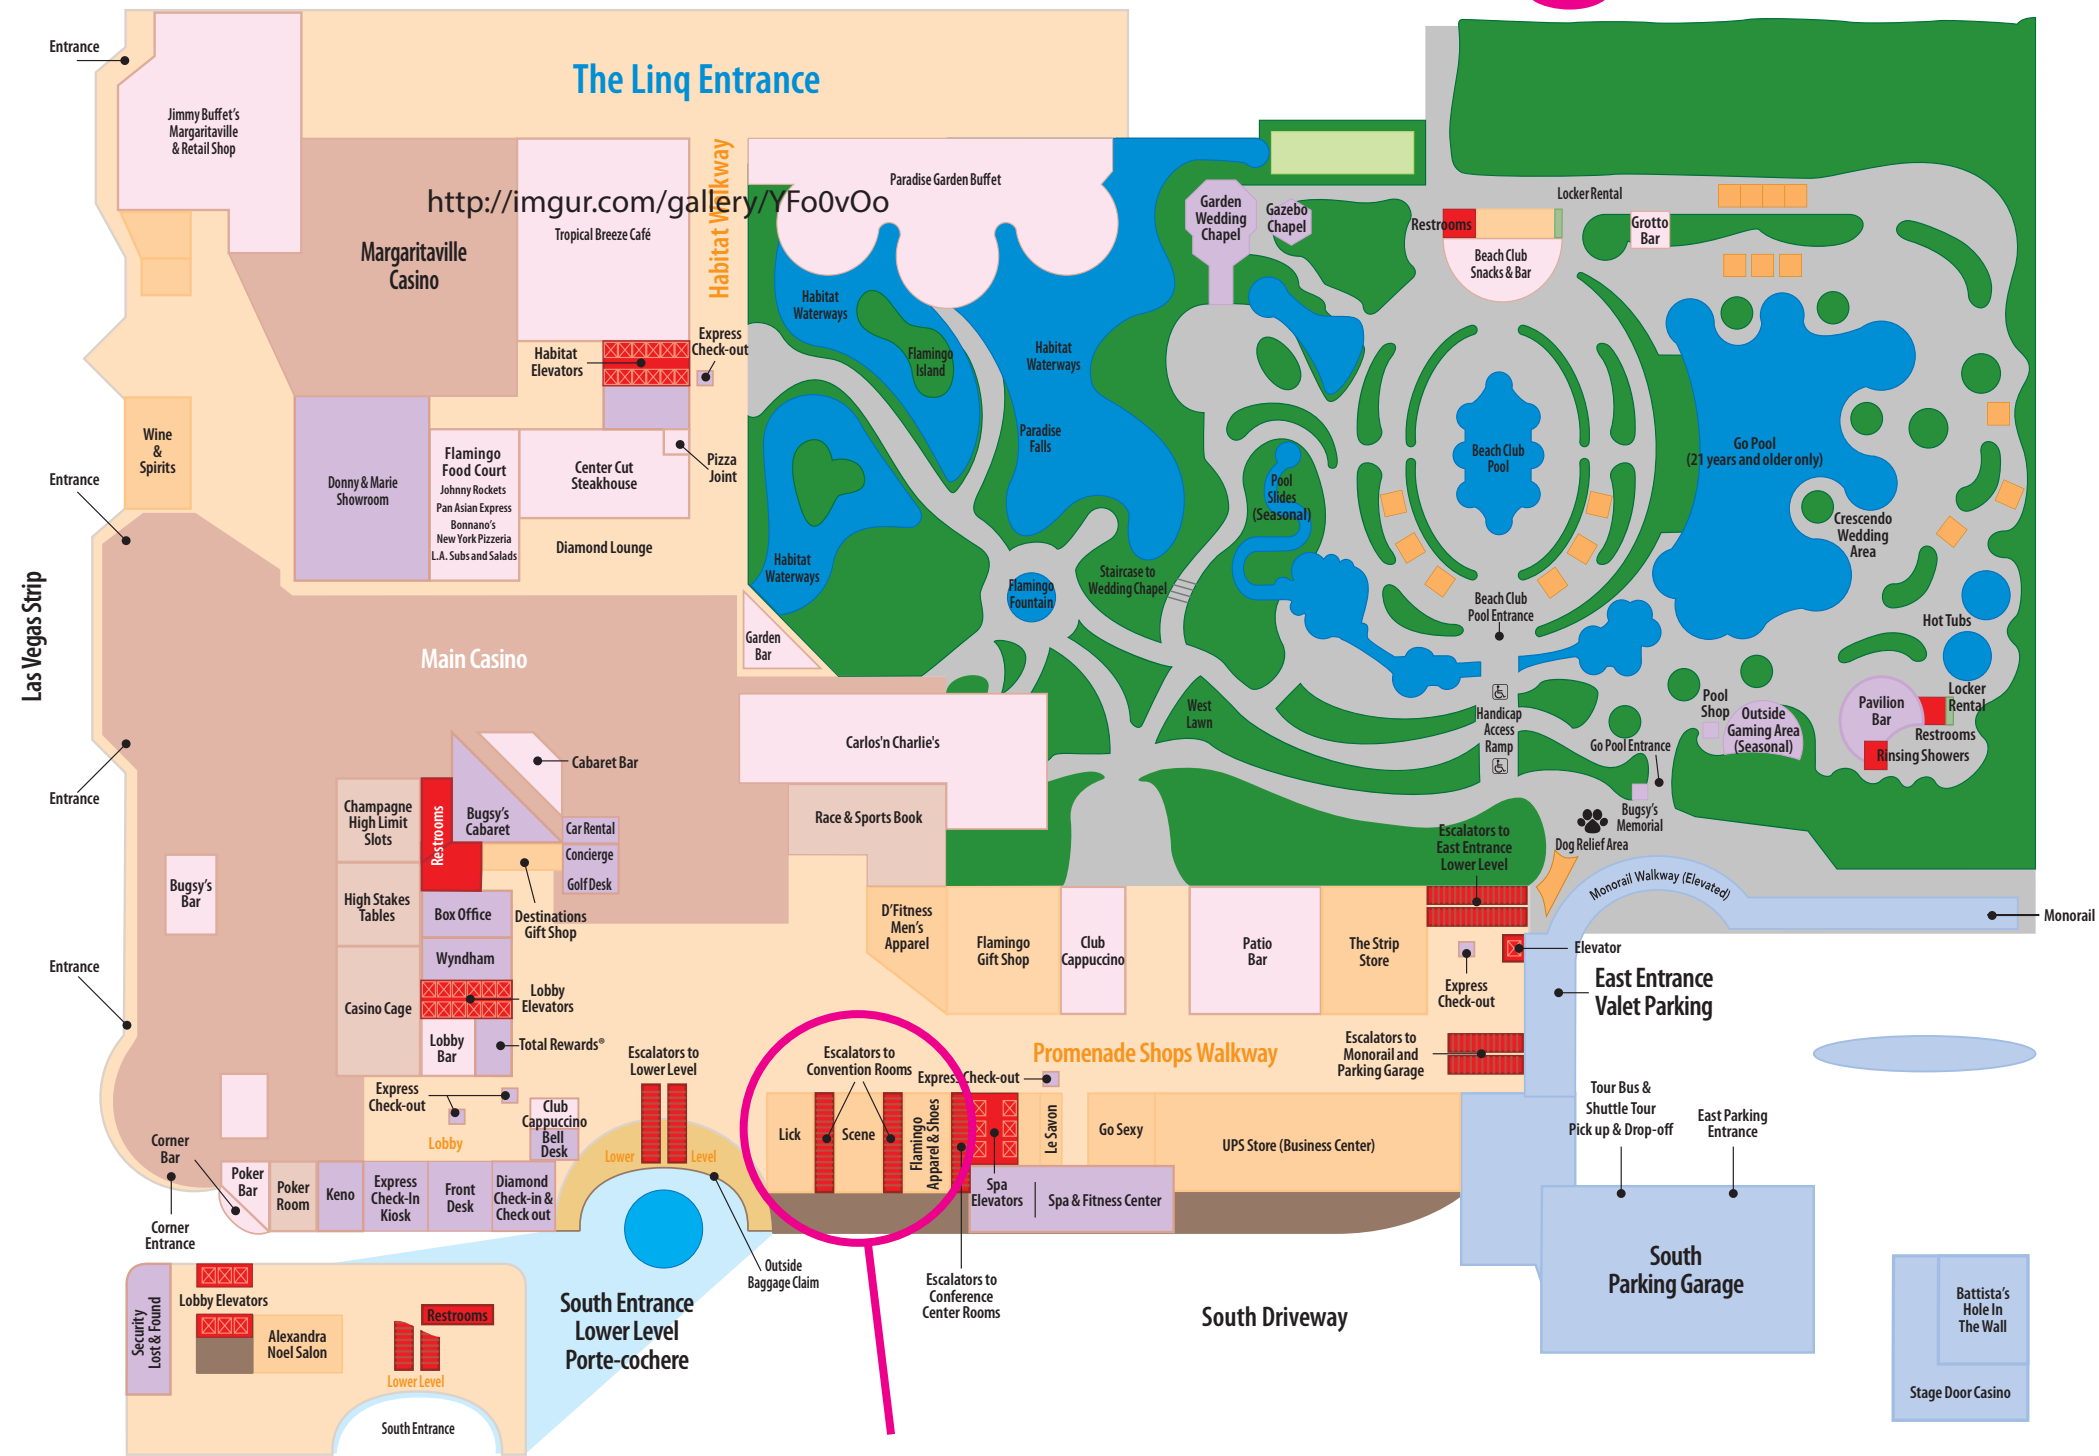 Entrance
The Linq Entrance
Jimmy Buffet's
Margaritaville
& Retail Shop
Habitat Walkway
Paradise Garden Buffet
http://imgur.com/gallery/YFo0vOo
Tropical Breeze Café
Margaritaville
Casino
Garden
Wedding
Chapel
Gazebo
Chapel
Locker Rental
Restrooms
Grotto
Bar
Beach Club
Snacks & Bar
Habitat
Waterways
Express
Check-out
Habitat
Elevators
Flamingo
Island
Habitat
Waterways
Wine
&
Spirits
Entrance
Donny & Marie
Showroom
Flamingo
Food Court
Johnny Rockets
Pan Asian Express
Bonnano's
New York Pizzeria
L.A. Subs and Salads
Center Cut
Steakhouse
Pizza
Joint
Diamond Lounge
Paradise
Falls
Pool
Slides
(Seasonal)
Beach Club
Pool
Go Pool
(21 years and older only)
Crescendo
Wedding
Area
Habitat
Waterways
Flamingo
Fountain
Staircase to
Wedding Chapel
Beach Club
Pool Entrance
Hot Tubs
Las Vegas Strip
Main Casino
Garden
Bar
West
Lawn
Handicap
Access
Ramp
Pool
Shop
Outside
Gaming Area
(Seasonal)
Pavilion
Bar
Locker
Rental
Restrooms
Rinsing Showers
Go Pool Entrance
Bugsy's
Memorial
Dog Relief Area
Entrance
Cabaret Bar
Carlos'n Charlie's
Champagne
High Limit
Slots
Restrooms
Bugsy's
Cabaret
Car Rental
Concierge
Golf Desk
Race & Sports Book
Escalators to
East Entrance
Lower Level
Monorail Walkway (Elevated)
Monorail
Bugsy's
Bar
High Stakes
Tables
Box Office
Destinations
Gift Shop
D'Fitness
Men's
Apparel
Flamingo
Gift Shop
Club
Cappuccino
Patio
Bar
The Strip
Store
Express
Check-out
Elevator
East Entrance
Valet Parking
Entrance
Wyndham
Casino Cage
Lobby
Elevators
Lobby
Bar
Total Rewards®
Escalators to
Lower Level
Escalators to
Convention Rooms
Promenade Shops Walkway
Express Check-out
Escalators to
Monorail and
Parking Garage
Express
Check-out
Lobby
Club
Cappuccino
Bell
Desk
Lower Level
Lick
Scene
Flamingo
Apparel & Shoes
Le Savon
Go Sexy
UPS Store (Business Center)
Tour Bus &
Shuttle Tour
Pick up & Drop-off
East Parking
Entrance
Corner
Bar
Corner
Entrance
Poker
Bar
Poker
Room
Keno
Express
Check-In
Kiosk
Front
Desk
Diamond
Check-in &
Check out
Spa
Elevators
Spa & Fitness Center
Outside
Baggage Claim
Escalators to
Conference
Center Rooms
South Entrance
Lower Level
Porte-cochere
South Driveway
South
Parking Garage
Battista's
Hole In
The Wall
Stage Door Casino
Security
Lost & Found
Lobby Elevators
Alexandra
Noel Salon
Restrooms
Lower Level
South Entrance